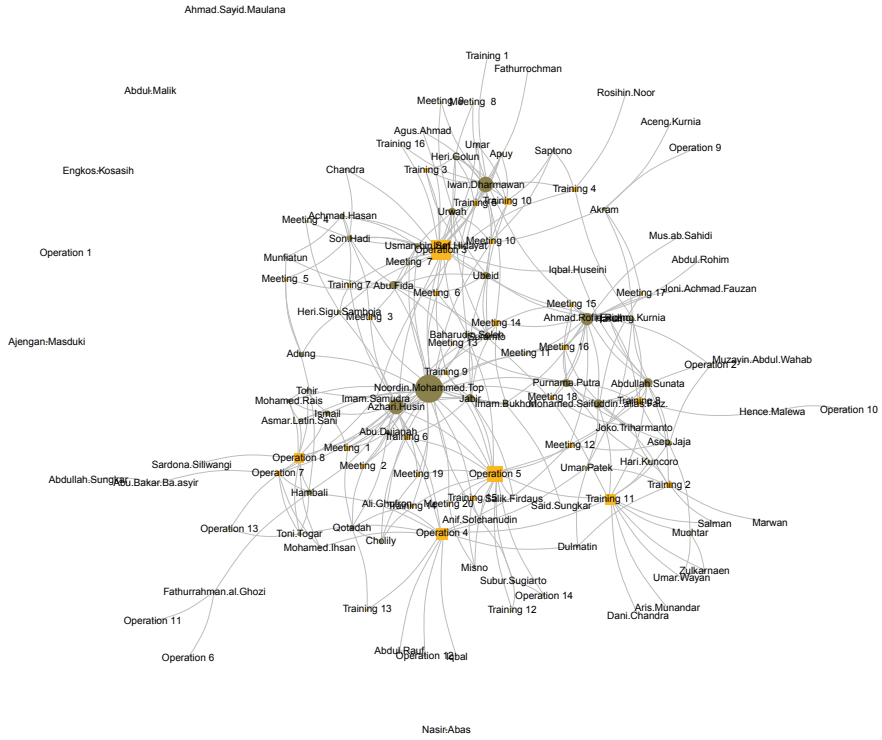 Ahmad.Sayid.Maulana
Training 1
Fathurrochman
Abdul.Malik
Rosihin.Noor
Meeting 9
Meeting 8
Aceng.Kurnia
Agus.Ahmad
Training 16
Umar
Operation 9
Heri.Golun
Apuy
Saptono
Engkos.Kosasih
Chandra
Training 3
Iwan.Dharmawan
Training 4
Training 10
Urwah
Akram
Achmad.Hasan
Meeting 4
Son.Hadi
Mus.ab.Sahidi
Meeting 10
Operation 3
Operation 1
Munfiatun
Meeting 7
Abdul.Rohim
Iqbal.Huseini
Meeting 5
Ubeid
Training 7
Abu.Fida
Joni.Achmad.Fauzan
Meeting 6
Meeting 17
Meeting 15
Heri.Sigu.Samboja
Meeting 3
Meeting 14
Baharudin.Soleh
Ajengan.Masduki
Meeting 13
Meeting 16
Adung
Meeting 11
Muzayin.Abdul.Wahab
Operation 2
Training 9
Noordin.Mohammed.Top
Purnama.Putra
Abdullah.Sunata
Tohir
Mohamed.Rais
Imam.Samudra
Jabir
Imam.Bukhori
Meeting 18
Azhari.Husin
Operation 10
Ismail
Hence.Malewa
Asmar.Latin.Sani
Joko.Triharmanto
Abu.Dujanah
Training 6
Asep.Jaja
Meeting 1
Meeting 12
Operation 8
Hari.Kuncoro
Sardona.Siliwangi
Meeting 2
Umar.Patek
Operation 7
Meeting 19
Operation 5
Abdullah.Sungkar
Abu.Bakar.Ba.asyir
Training 2
Hambali
Training 11
Ali.Ghufron
Meeting 20
Salik.Firdaus
Said.Sungkar
Anif.Solchanudin
Salman
Marwan
Operation 13
Qotadah
Toni.Togar
Operation 4
Muchtar
Cholily
Mohamed.Ihsan
Dulmatin
Misno
Zulkarnaen
Umar.Wayan
Subur.Sugiarto
Fathurrahman.al.Ghozi
Operation 14
Training 13
Training 12
Aris.Munandar
Dani.Chandra
Operation 11
Abdul.Rauf
Operation 12
Iqbal
Operation 6
Nasir.Abas